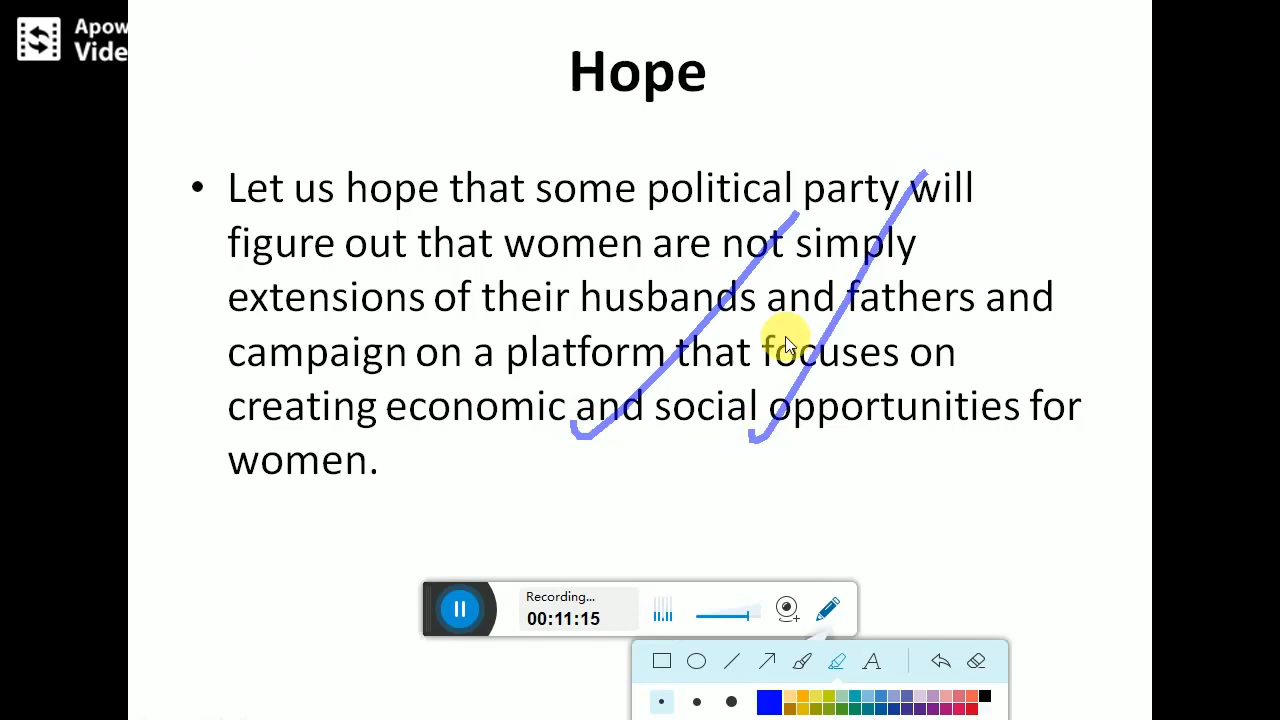 Apow
Vide
Hope
• Let us hope that some political party will
figure out that women are not simply
extensions of their husbands and fathers and
campaign on a platform that focuses on
creating economic and social opportunities for
women.
Recording...
00:11:15
A